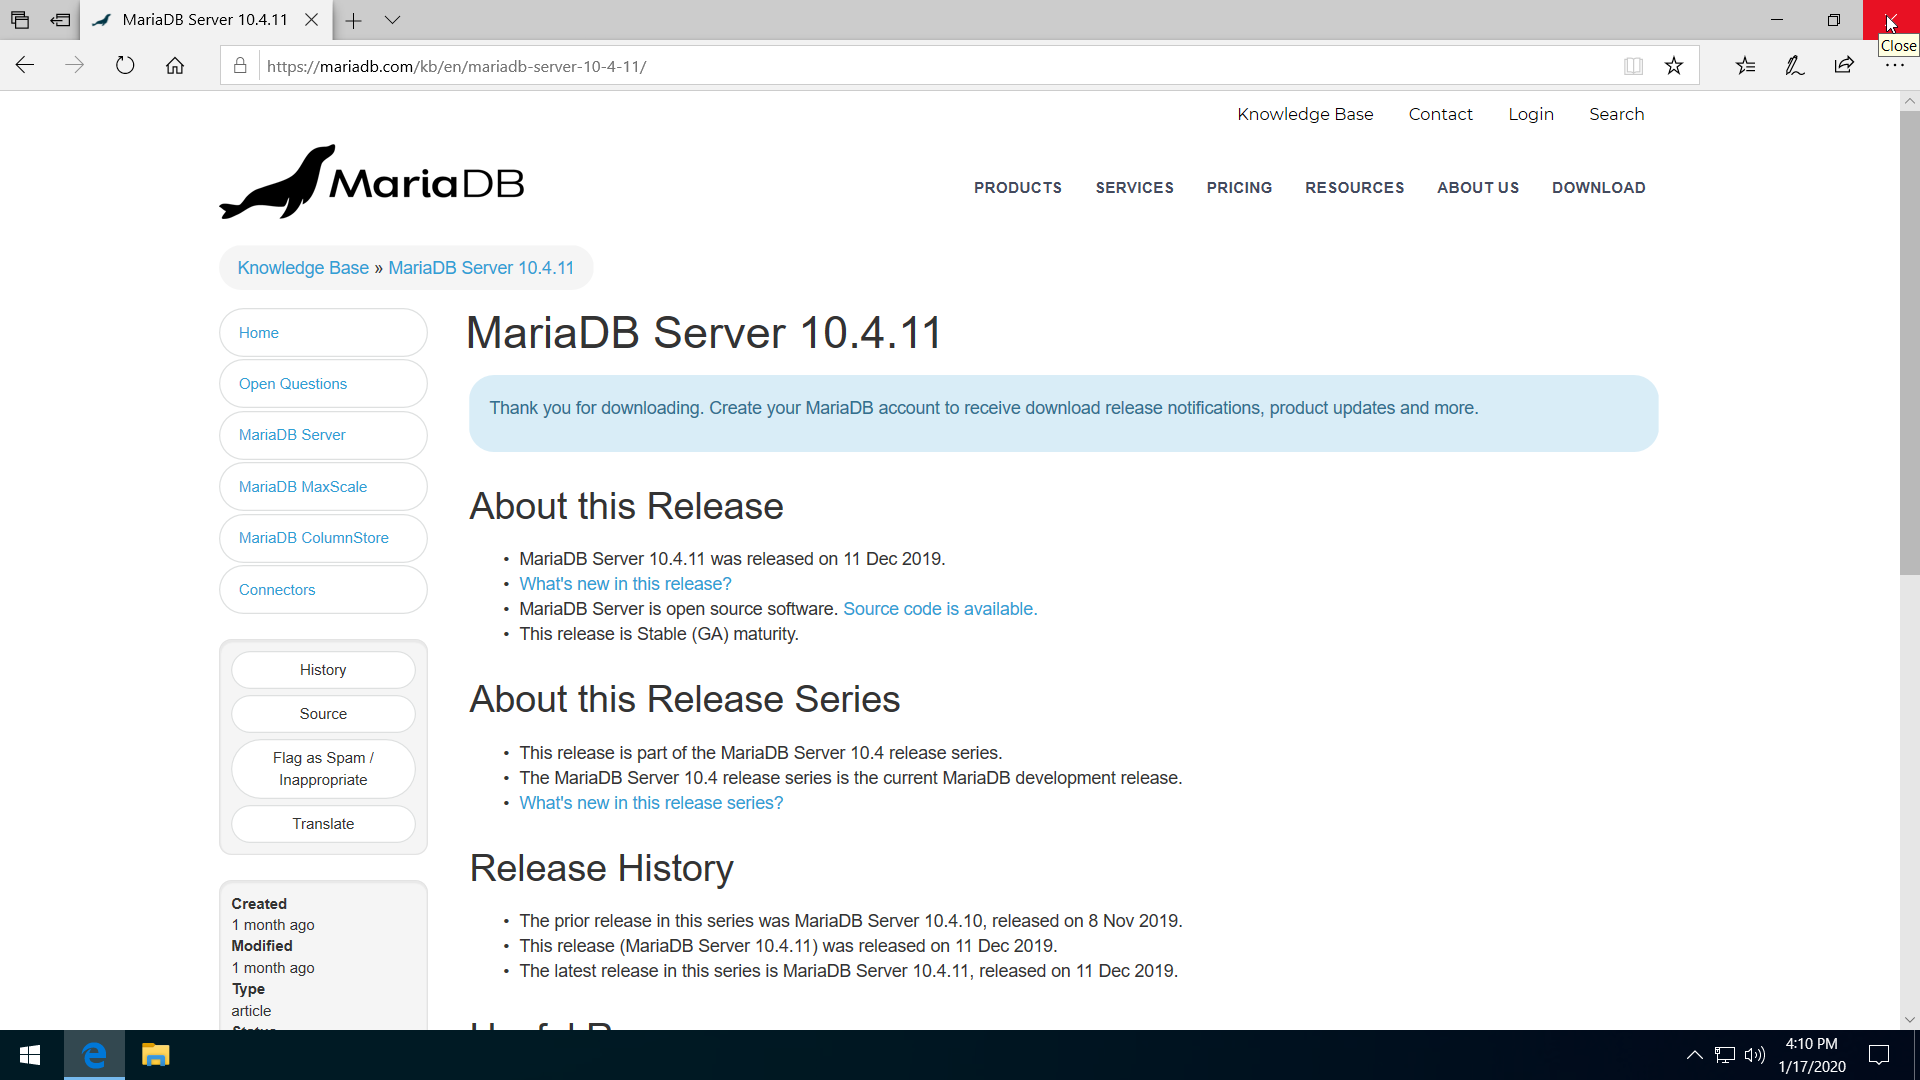 MariaDB Server 10.4.11
Close
https://mariadb.com/kb/en/mariadb-server-10-4-11/
Knowledge Base Contact Login Search
MariaDB
PRODUCTS SERVICES PRICING RESOURCES ABOUT US DOWNLOAD
Knowledge Base » MariaDB Server 10.4.11
Home
Open Questions
MariaDB Server
MariaDB MaxScale
MariaDB ColumnStore
Connectors
History
Source
Flag as Spam /
Inappropriate
Translate
Created
1 month ago
Modified
1 month ago
Type
article
MariaDB Server 10.4.11
Thank you for downloading. Create your MariaDB account to receive download release notifications, product updates and more.
About this Release
• MariaDB Server 10.4.11 was released on 11 Dec 2019.
• What's new in this release?
• MariaDB Server is open source software. Source code is available.
• This release is Stable (GA) maturity.
About this Release Series
• This release is part of the MariaDB Server 10.4 release series.
• The MariaDB Server 10.4 release series is the current MariaDB development release.
• What's new in this release series?
Release History
• The prior release in this series was MariaDB Server 10.4.10, released on 8 Nov 2019.
• This release (MariaDB Server 10.4.11) was released on 11 Dec 2019.
• The latest release in this series is MariaDB Server 10.4.11, released on 11 Dec 2019.
4:10 PM
1/17/2020